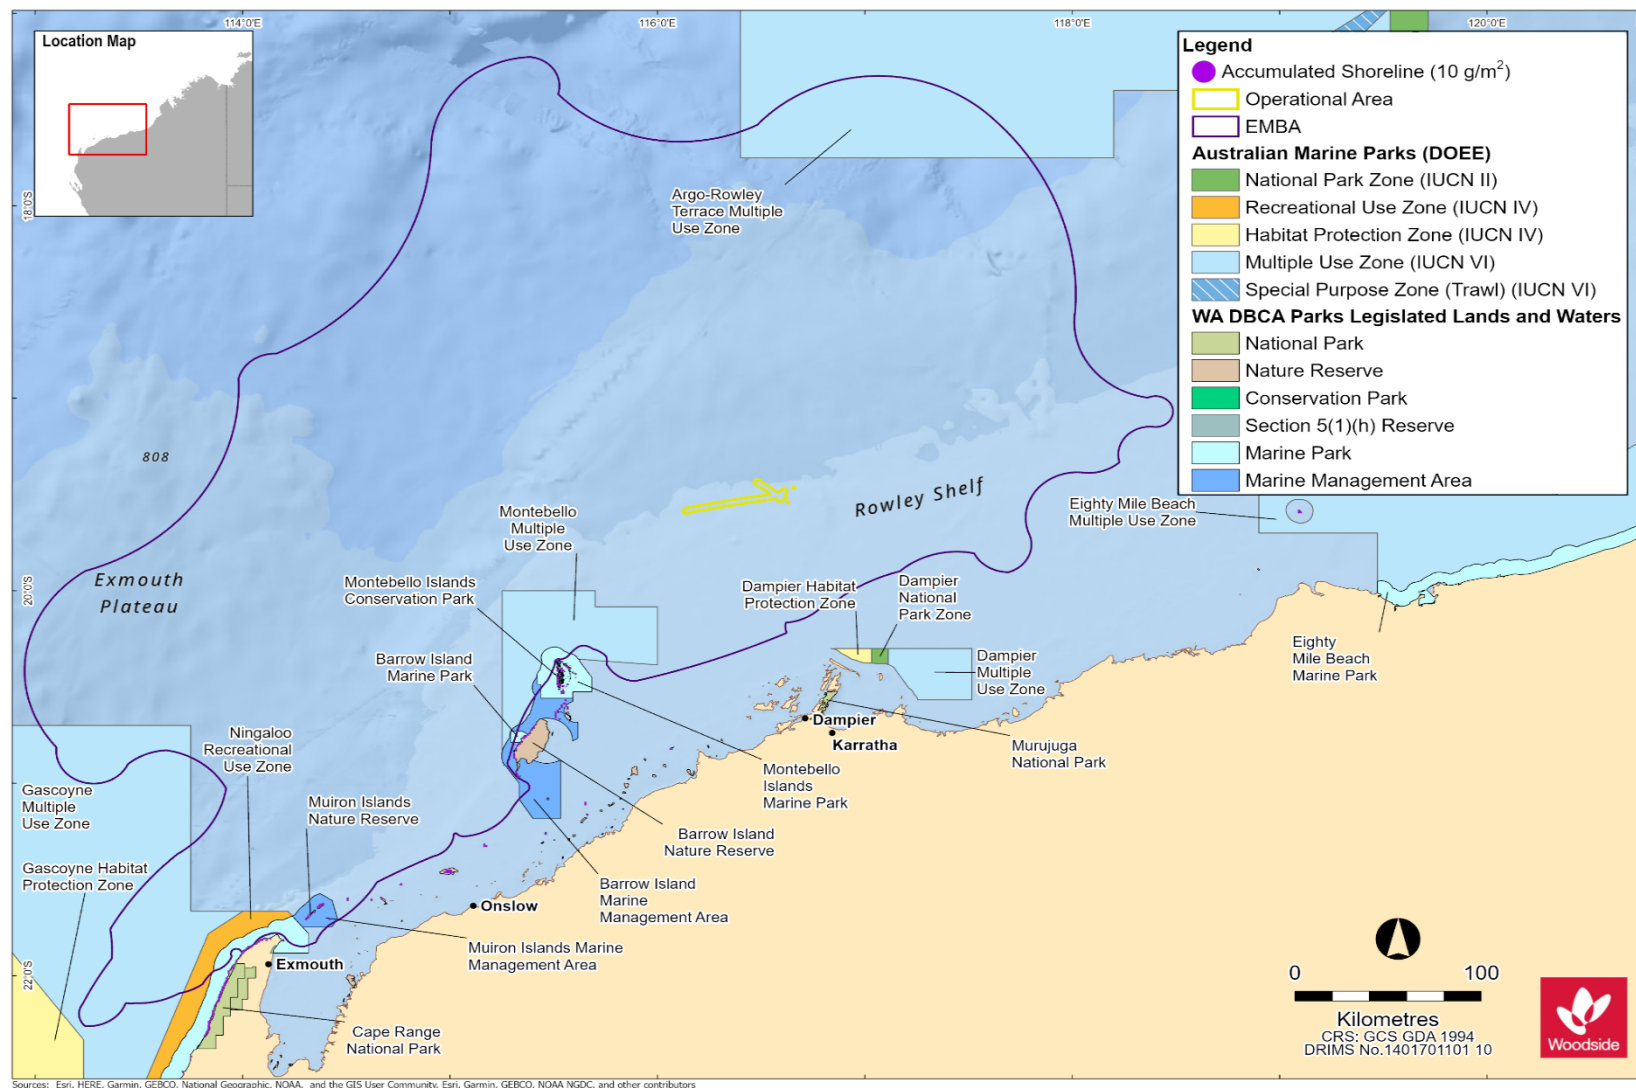 114°0'E
116°0'E
118°0'E
120°0'E
Location Map
18°0'S
20°0'S
22°0'S
Legend
Accumulated Shoreline (10 g/m²)
Operational Area
EMBA
Australian Marine Parks (DOEE)
National Park Zone (IUCN II)
Recreational Use Zone (IUCN IV)
Habitat Protection Zone (IUCN IV)
Multiple Use Zone (IUCN VI)
Special Purpose Zone (Trawl) (IUCN VI)
WA DBCA Parks Legislated Lands and Waters
National Park
Nature Reserve
Conservation Park
Section 5(1)(h) Reserve
Marine Park
Marine Management Area
Argo-Rowley
Terrace Multiple
Use Zone
808
Exmouth
Plateau
Rowley Shelf
Montebello
Multiple
Use Zone
Eighty Mile Beach
Multiple Use Zone
Montebello Islands
Conservation Park
Dampier Habitat
Protection Zone
Dampier
National
Park Zone
Barrow Island
Marine Park
Dampier
Multiple
Use Zone
Eighty
Mile Beach
Marine Park
Dampier
Karratha
Murujuga
National Park
Ningaloo
Recreational
Use Zone
Montebello
Islands
Marine Park
Gascoyne
Multiple
Use Zone
Muiron Islands
Nature Reserve
Barrow Island
Nature Reserve
Gascoyne Habitat
Protection Zone
Barrow Island
Marine
Management Area
Onslow
Muiron Islands Marine
Management Area
Exmouth
Cape Range
National Park
0 100
Kilometres
CRS: GCS GDA 1994
DRIMS No.1401701101 10
Woodside
Sources: Esri, HERE, Garmin, GEBCO, National Geographic, NOAA, and the GIS User Community, Esri, Garmin, GEBCO, NOAA NGDC, and other contributors